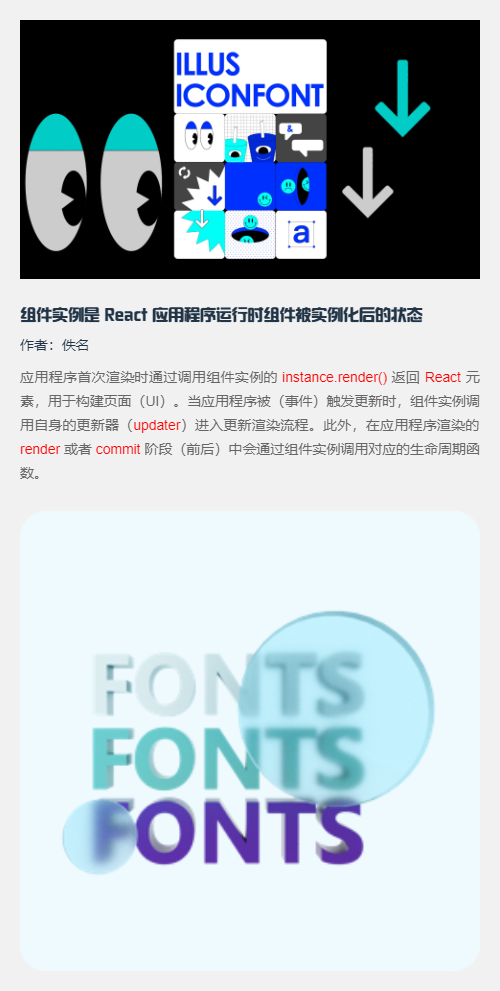 ILLUS
ICONFONT
&
a
组件实例是 React 应用程序运行时组件被实例化后的状态
作者：佚名
应用程序首次渲染时通过调用组件实例的 instance.render() 返回 React 元
素，用于构建页面（UI）。当应用程序被（事件）触发更新时，组件实例调
用自身的更新器（updater）进入更新渲染流程。此外，在应用程序渲染的
render 或者 commit 阶段（前后）中会通过组件实例调用对应的生命周期函
数。
FONTS
FONTS
FONTS